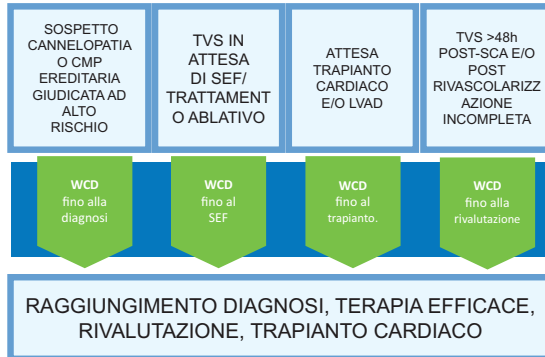 SOSPETTO
CANNELOPATIA
O CMP
EREDITARIA
GIUDICATA AD
ALTO
RISCHIO
TVS IN
ATTESA
DI SEF/
TRATTAMENT
O ABLATIVO
ATTESA
TRAPIANTO
CARDIACO
E/O LVAD
TVS >48h
POST-SCA E/O
POST
RIVASCOLARIZZ
AZIONE
INCOMPLETA
WCD
fino alla
diagnosi
WCD
fino al
SEF
WCD
fino al
trapianto.
WCD
fino alla
rivalutazione
RAGGIUNGIMENTO DIAGNOSI, TERAPIA EFFICACE,
RIVALUTAZIONE, TRAPIANTO CARDIACO